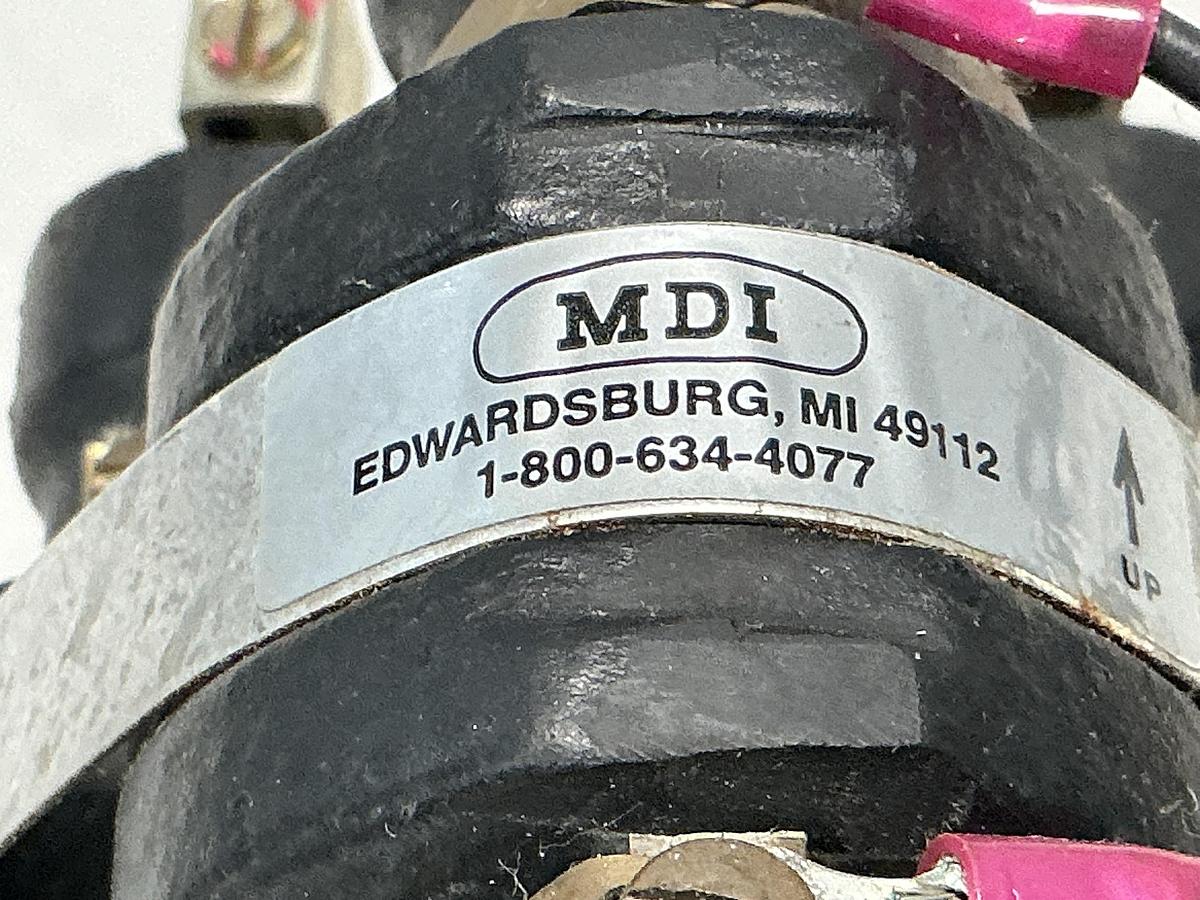 MDI
EDWARDSBURG, MI 49112
1-800-634-4077
UP